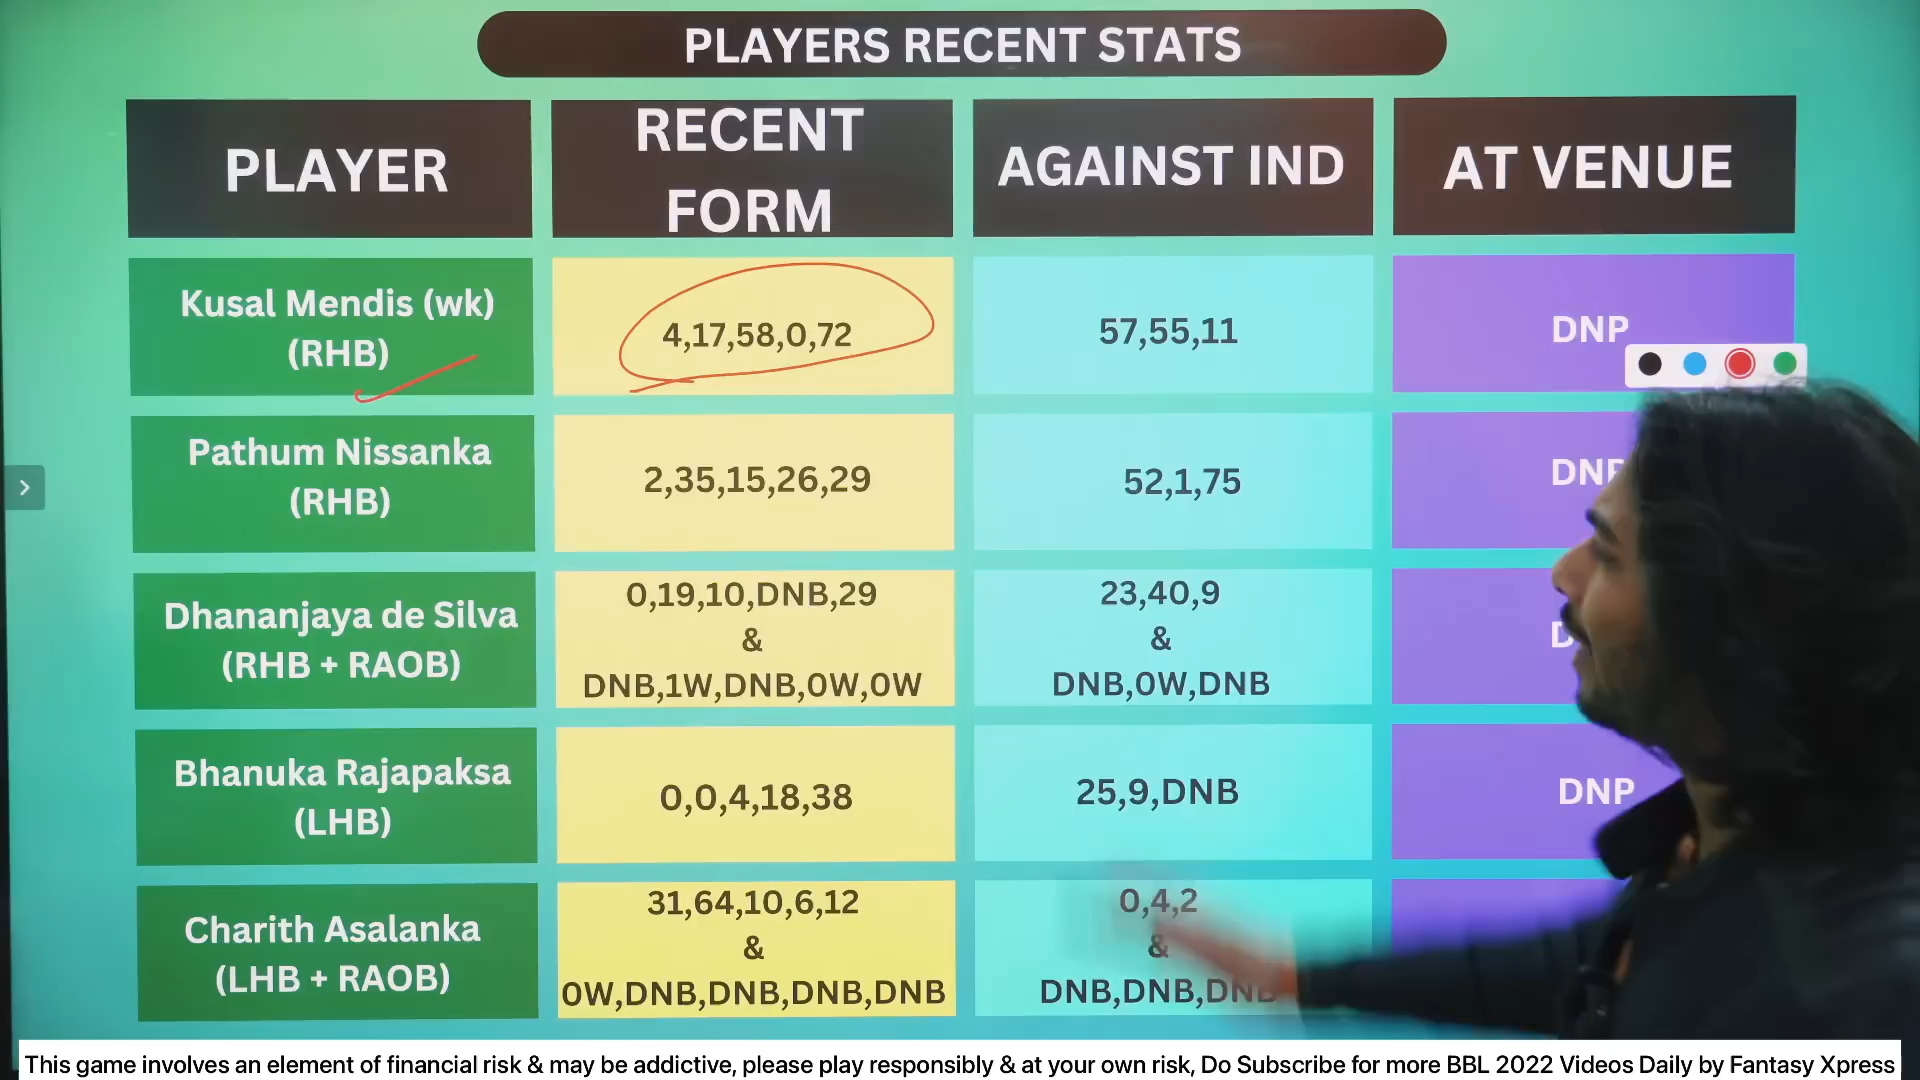 PLAYERS RECENT STATS
PLAYER
RECENT
FORM
AGAINST IND
AT VENUE
Kusal Mendis (wk)
(RHB)
4,17,58,0,72
57,55,11
DNP
Pathum Nissanka
(RHB)
2,35,15,26,29
52,1,75
Dhananjaya de Silva
(RHB + RAOB)
0,19,10,DNB,29
&
DNB,1W,DNB,0W,0W
23,40,9
&
DNB,0W,DNB
Bhanuka Rajapaksa
(LHB)
0,0,4,18,38
25,9,DNB
DNP
Charith Asalanka
(LHB + RAOB)
31,64,10,6,12
&
0W,DNB,DNB,DNB,DNB
0,4,2
&
DNB,DNB,DNB
This game involves an element of financial risk & may be addictive, please play responsibly & at your own risk, Do Subscribe for more BBL 2022 Videos Daily by Fantasy Xpress